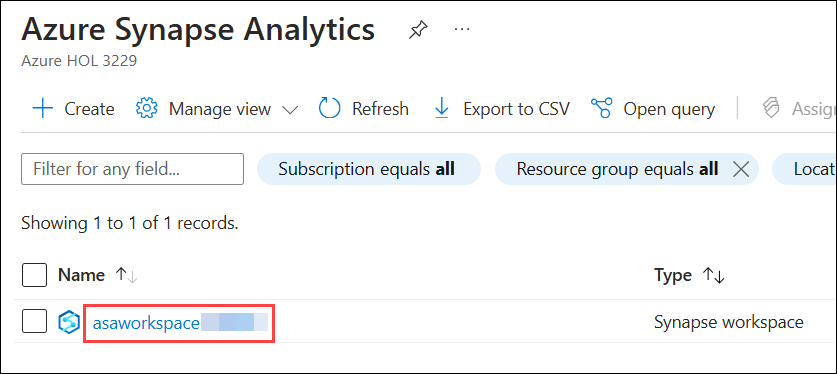 Azure Synapse Analytics
Azure HOL 3229
Create Manage view Refresh Export to CSV Open query Assig
Filter for any field... Subscription equals all Resource group equals all Locat
Showing 1 to 1 of 1 records.
Name Type
asaworkspace Synapse workspace